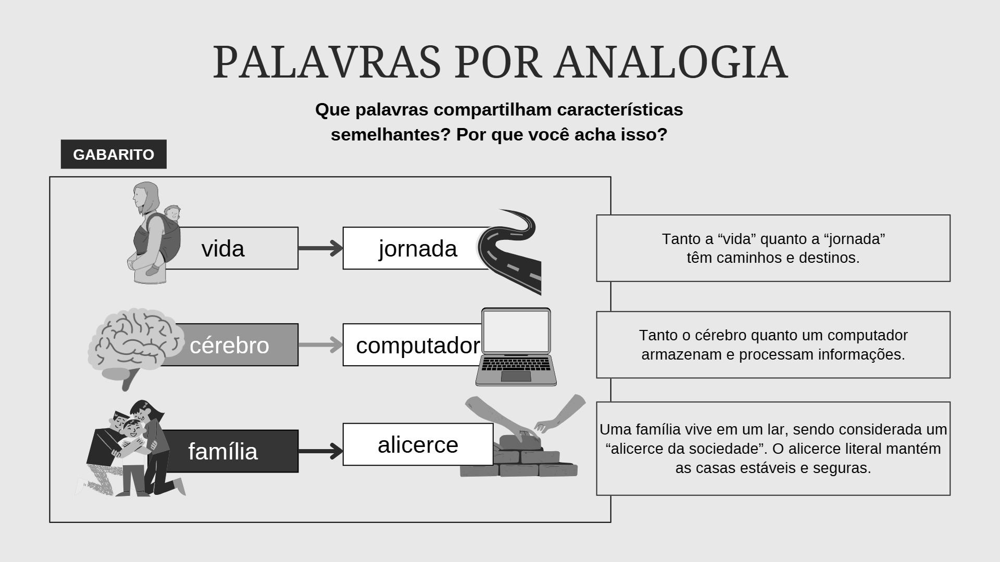 PALAVRAS POR ANALOGIA
Que palavras compartilham características
semelhantes? Por que você acha isso?
GABARITO
vida
jornada
Tanto a “vida” quanto a “jornada”
têm caminhos e destinos.
cérebro
computador
Tanto o cérebro quanto um computador
armazenam e processam informações.
família
alicerce
Uma família vive em um lar, sendo considerada um
“alicerce da sociedade”. O alicerce literal mantém
as casas estáveis e seguras.